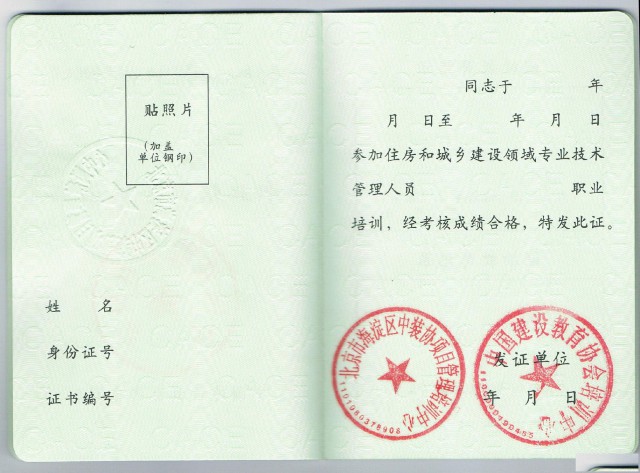 贴照片
(加盖
单位钢印)
姓 名
身份证号
证书编号
同志于 年
月 日至 年 月 日
参加住房和城乡建设领域专业技术
管理人员 职业
培训，经考核成绩合格，特发此证。
北京市海淀区中装协项目管理培训中心
中国建设教育协会培训中心
发证单位
年 月 日